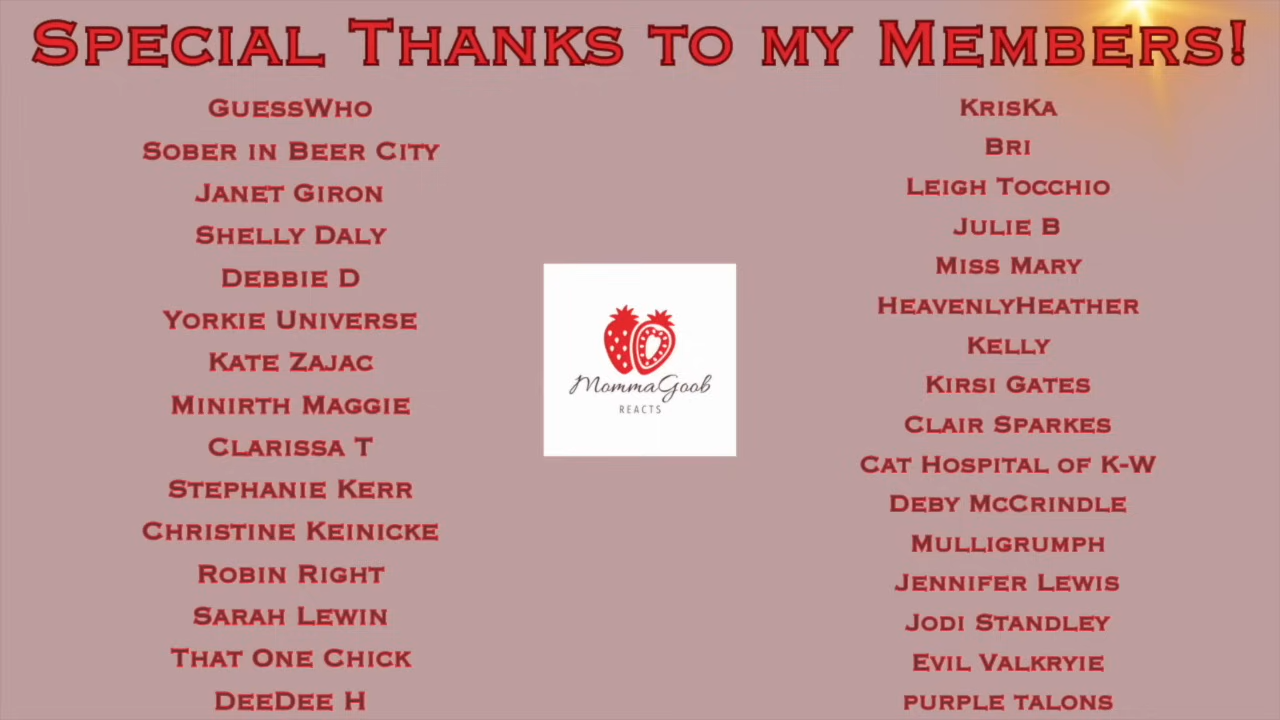 Special Thanks to my Members!
GuessWho
Sober in Beer City
Janet Giron
Shelly Daly
Debbie D
Yorkie Universe
Kate Zajac
Minirth Maggie
Clarissa T
Stephanie Kerr
Christine Keinicke
Robin Right
Sarah Lewin
That One Chick
DeeDee H
MommaGoob
REACTS
KrisKa
Bri
Leigh Tocchio
Julie B
Miss Mary
HeavenlyHeather
Kelly
Kirsi Gates
Clair Sparkes
Cat Hospital of K-W
Deby McCrindle
Mulligrumph
Jennifer Lewis
Jodi Standley
Evil Valkryie
purple talons